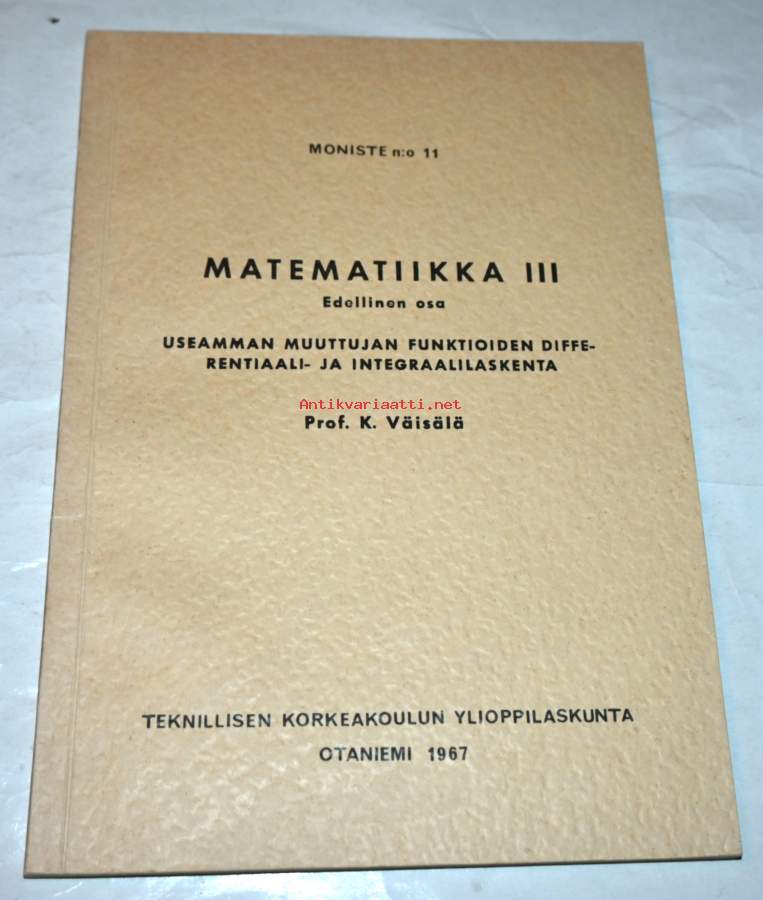 MONISTE n:o 11
MATEMATIIKKA III
Edellinen osa
USEAMMAN MUUTTUJAN FUNKTIOIDEN DIFFE-
RENTIAALI- JA INTEGRAALILASKENTA
Antikvariaatti.net
Prof. K. Väisälä
TEKNILLISEN KORKEAKOULUN YLIOPPILASKUNTA
OTANIEMI 1967